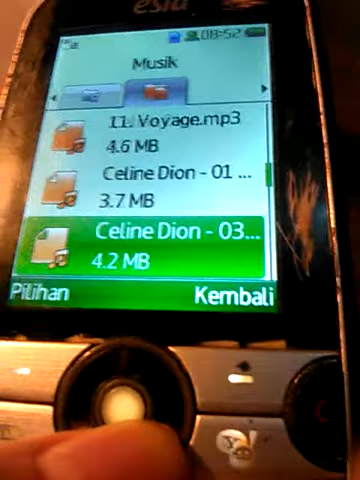 esia
08:52
Musik
11. Voyage.mp3
4.6 MB
Celine Dion - 01 ...
3.7 MB
Celine Dion - 03...
4.2 MB
Pilihan Kembali